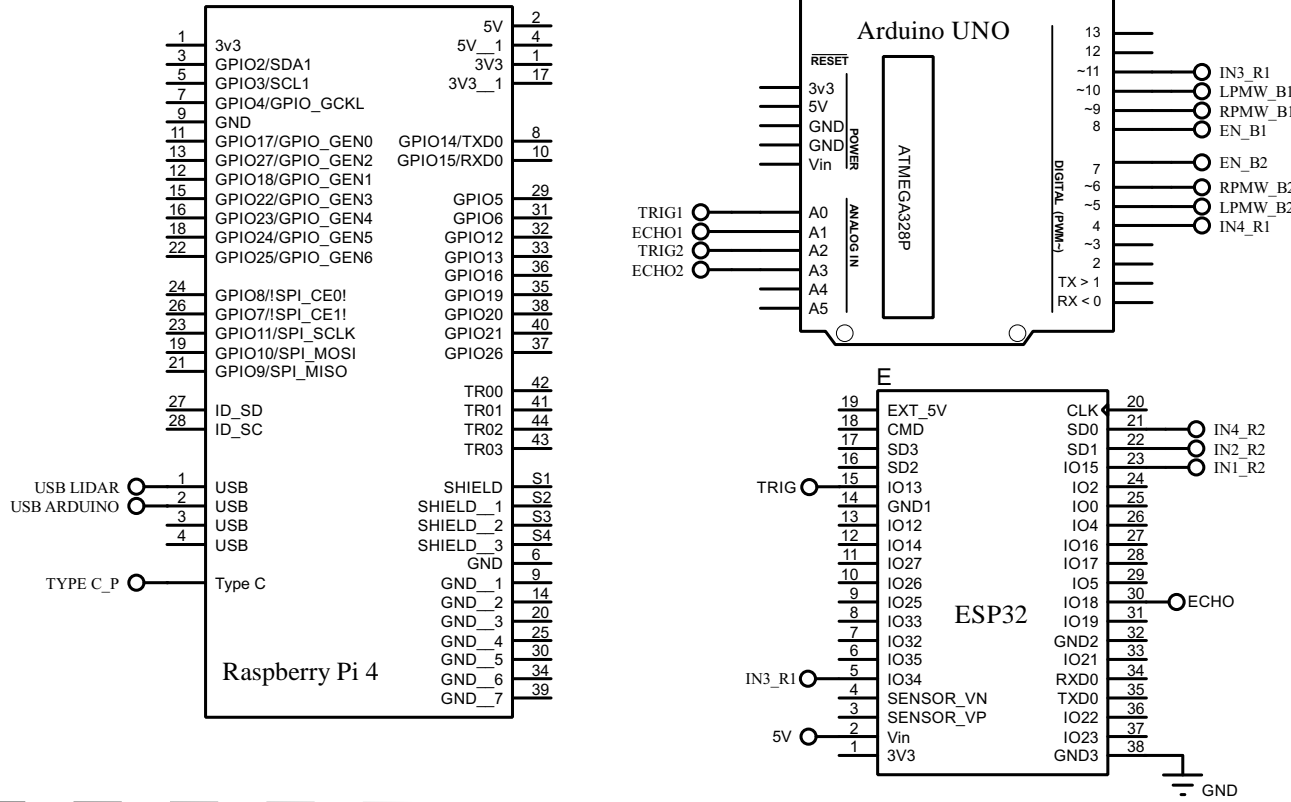 5V 2
5V__1 4
1 3v3 3V3 1
3 GPIO2/SDA1 3V3__1 17
5 GPIO3/SCL1
7 GPIO4/GPIO_GCKL
9 GND
11 GPIO17/GPIO_GEN0 GPIO14/TXD0 8
13 GPIO27/GPIO_GEN2 GPIO15/RXD0 10
12 GPIO18/GPIO_GEN1
15 GPIO22/GPIO_GEN3 GPIO5 29
16 GPIO23/GPIO_GEN4 GPIO6 31
18 GPIO24/GPIO_GEN5 GPIO12 32
22 GPIO25/GPIO_GEN6 GPIO13 33
GPIO16 36
24 GPIO8/!SPI_CE0! GPIO19 35
26 GPIO7/!SPI_CE1! GPIO20 38
23 GPIO11/SPI_SCLK GPIO21 40
19 GPIO10/SPI_MOSI GPIO26 37
21 GPIO9/SPI_MISO
TR00 42
27 ID_SD TR01 41
28 ID_SC TR02 44
TR03 43
USB LIDAR 1 USB SHIELD S1
USB ARDUINO 2 USB SHIELD__1 S2
3 USB SHIELD__2 S3
4 USB SHIELD__3 S4
GND 6
TYPE C_P Type C GND__1 9
GND__2 14
GND__3 20
GND__4 25
GND__5 30
GND__6 34
GND__7 39
Raspberry Pi 4
Arduino UNO
RESET
3v3
5V
GND
GND
Vin
POWER
TRIG1 A0
ECHO1 A1
TRIG2 A2
ECHO2 A3
A4
A5
ANALOG IN
ATMEGA328P
DIGITAL (PWM~)
13
12
~11 IN3_R1
~10 LPMW_B1
~9 RPMW_B1
8 EN_B1
7 EN_B2
~6 RPMW_B2
~5 LPMW_B2
4 IN4_R1
~3
2
TX > 1
RX < 0
E
19 EXT_5V CLK 20
18 CMD SD0 21 IN4_R2
17 SD3 SD1 22 IN2_R2
16 SD2 IO15 23 IN1_R2
TRIG 15 IO13 IO2 24
14 GND1 IO0 25
13 IO12 IO4 26
12 IO14 IO16 27
11 IO27 IO17 28
10 IO26 IO5 29
9 IO25 IO18 30 ECHO
8 IO33 IO19 31
7 IO32 GND2 32
6 IO35 IO21 33
IN3_R1 5 IO34 RXD0 34
4 SENSOR_VN TXD0 35
3 SENSOR_VP IO22 36
5V 2 Vin IO23 37
1 3V3 GND3 38
ESP32
GND